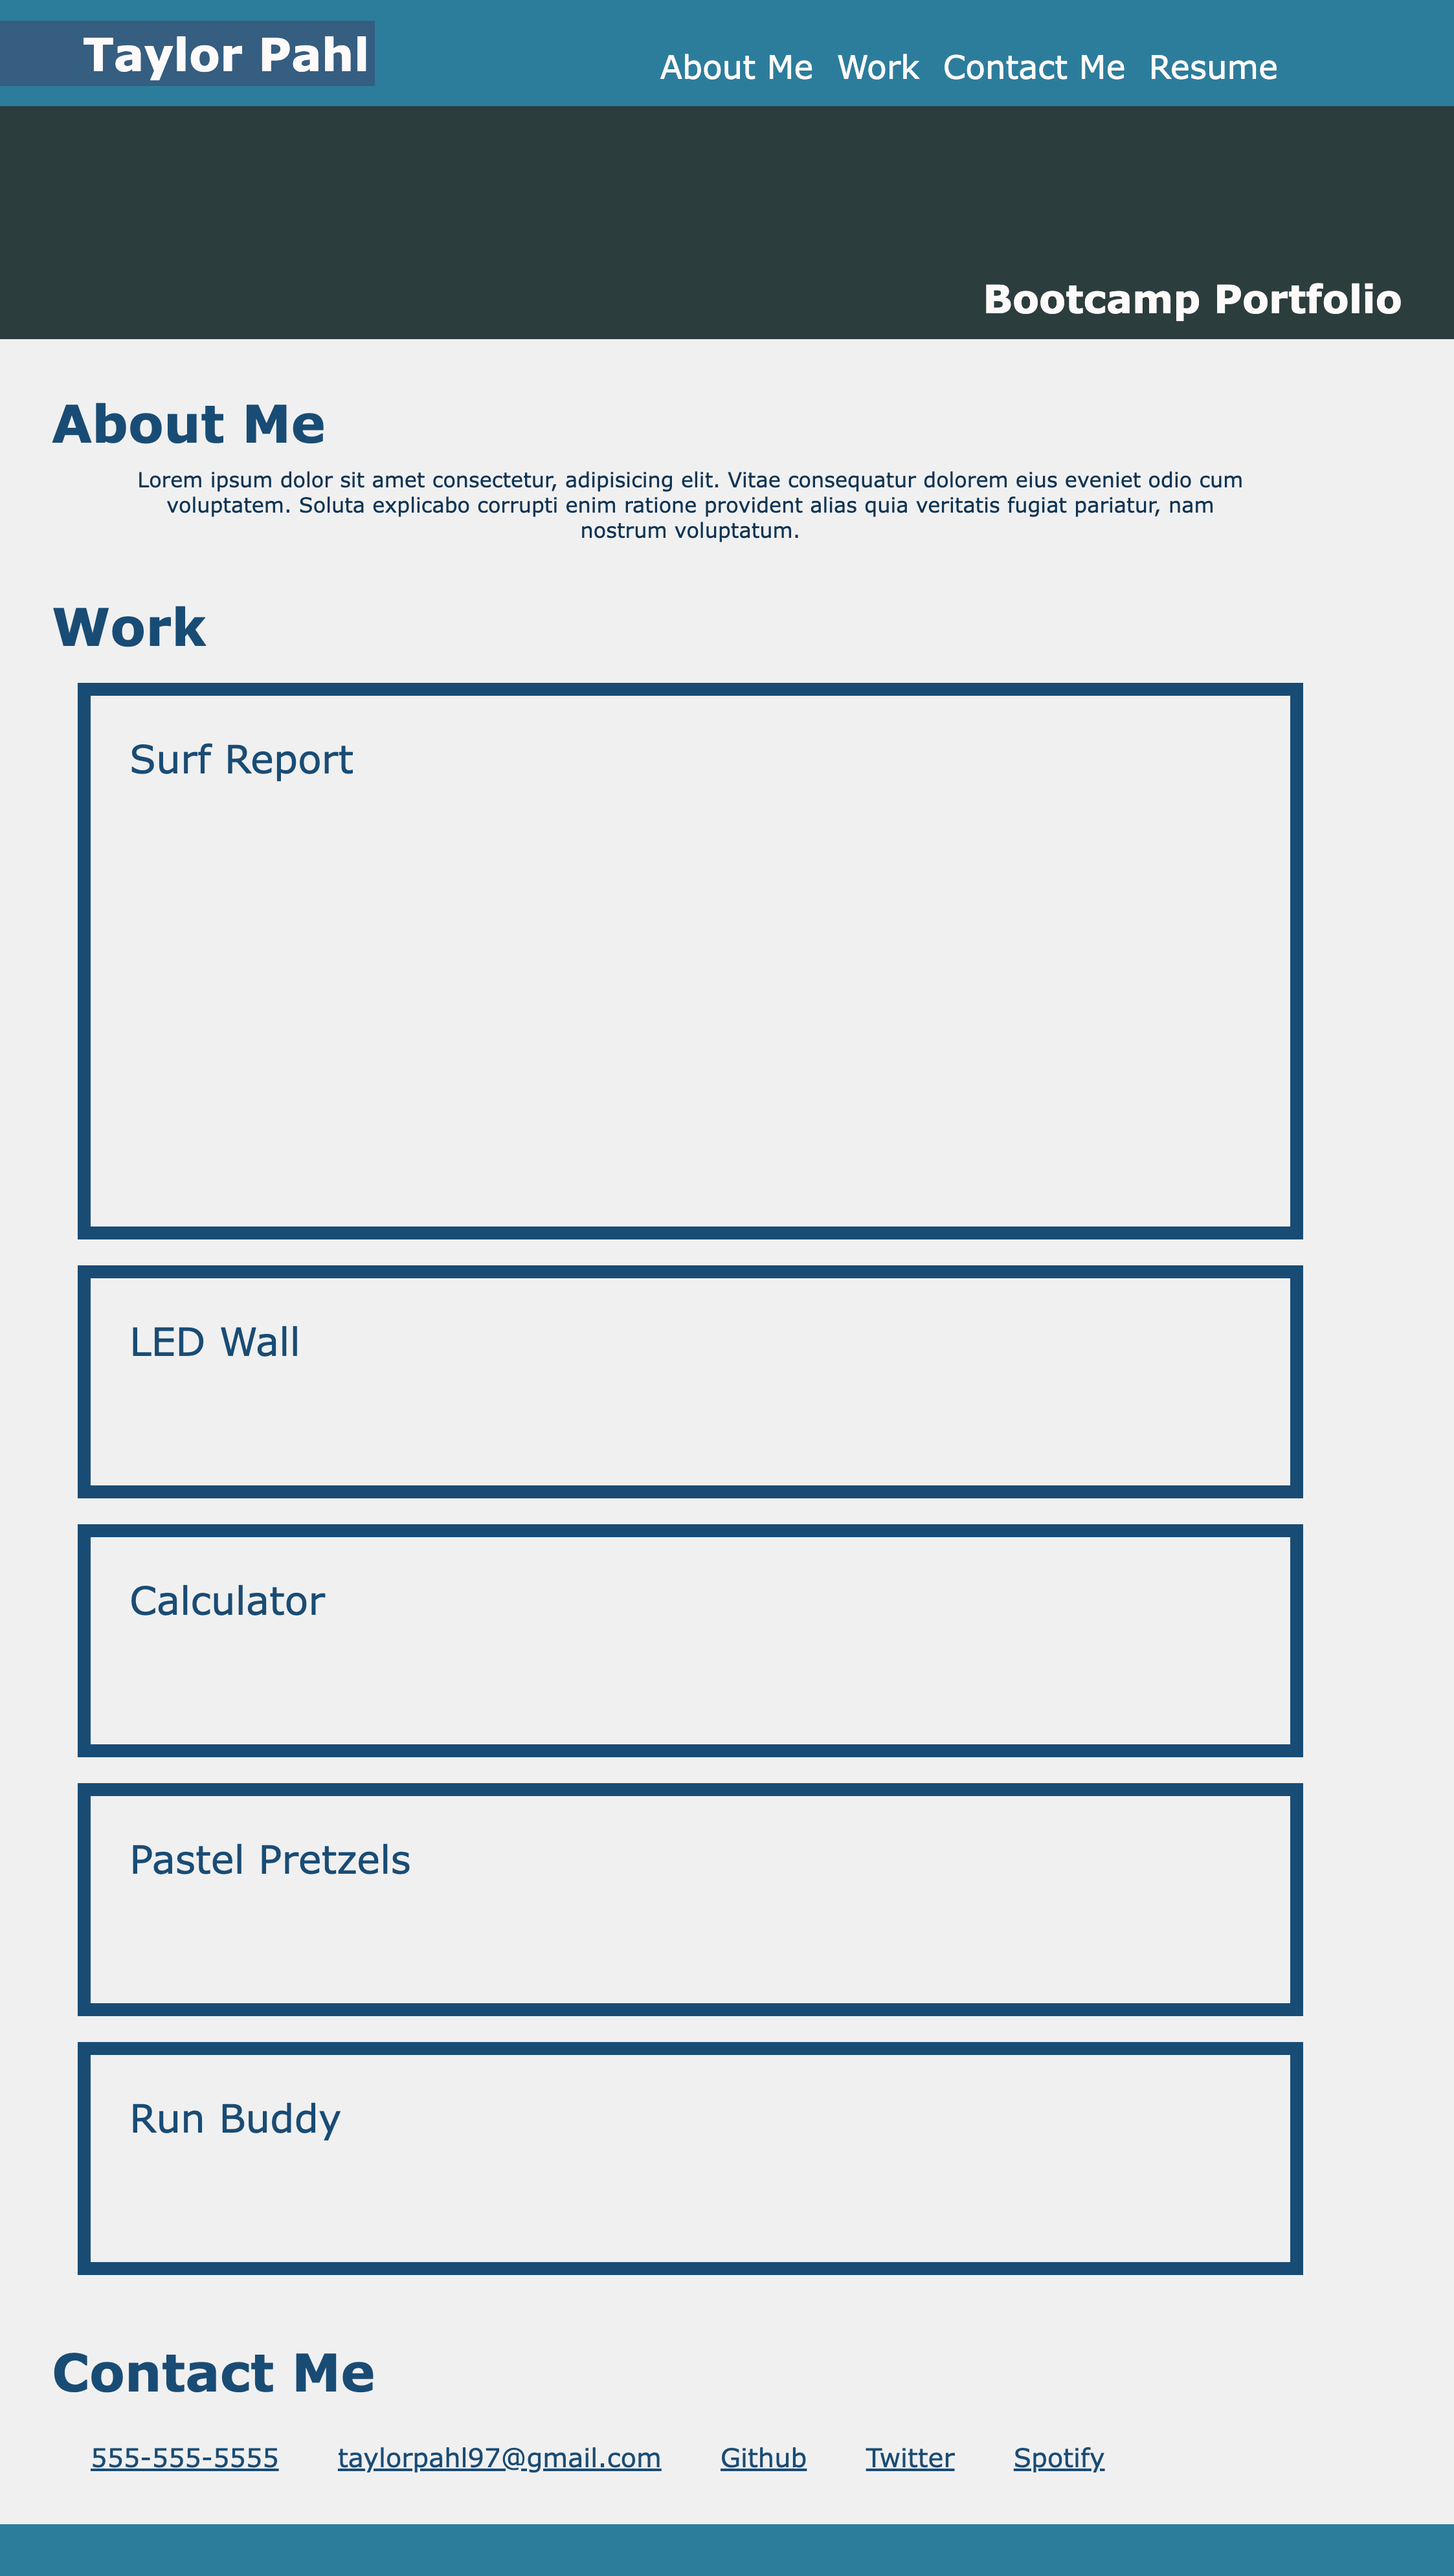 Taylor Pahl
About Me Work Contact Me Resume
Bootcamp Portfolio
About Me
Lorem ipsum dolor sit amet consectetur, adipisicing elit. Vitae consequatur dolorem eius eveniet odio cum
voluptatem. Soluta explicabo corrupti enim ratione provident alias quia veritatis fugiat pariatur, nam
nostrum voluptatum.
Work
Surf Report
LED Wall
Calculator
Pastel Pretzels
Run Buddy
Contact Me
555-555-5555 taylorpahl97@gmail.com Github Twitter Spotify